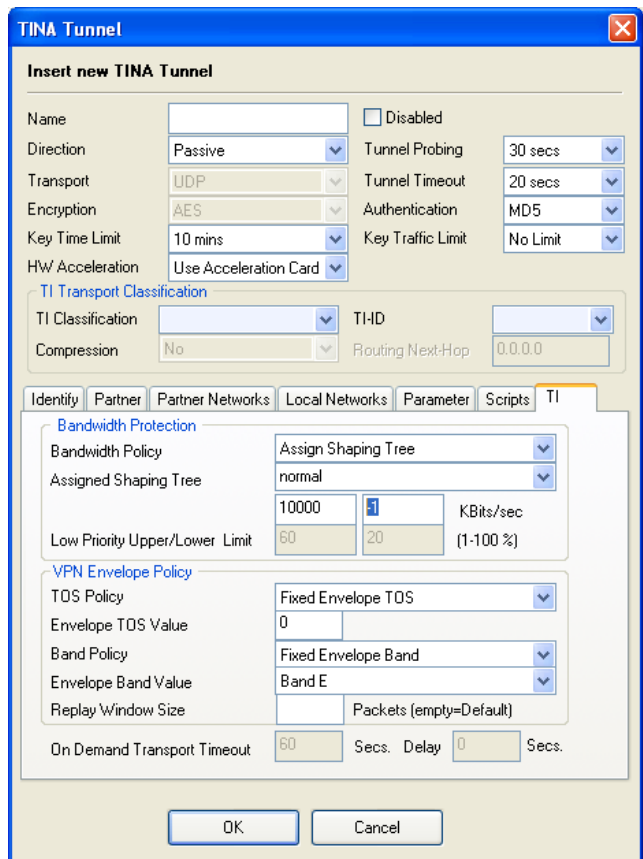 TINA Tunnel
Insert new TINA Tunnel
Name Disabled
Direction Passive Tunnel Probing 30 secs
Transport UDP Tunnel Timeout 20 secs
Encryption AES Authentication MD5
Key Time Limit 10 mins Key Traffic Limit No Limit
HW Acceleration Use Acceleration Card
TI Transport Classification
TI Classification TI-ID
Compression No Routing Next-Hop 0.0.0.0
Identify Partner Partner Networks Local Networks Parameter Scripts TI
Bandwidth Protection
Bandwidth Policy Assign Shaping Tree
Assigned Shaping Tree normal
10000 -1 KBits/sec
Low Priority Upper/Lower Limit 60 20 (1-100 %)
VPN Envelope Policy
TOS Policy Fixed Envelope TOS
Envelope TOS Value 0
Band Policy Fixed Envelope Band
Envelope Band Value Band E
Replay Window Size Packets (empty=Default)
On Demand Transport Timeout 60 Secs. Delay 0 Secs.
OK Cancel